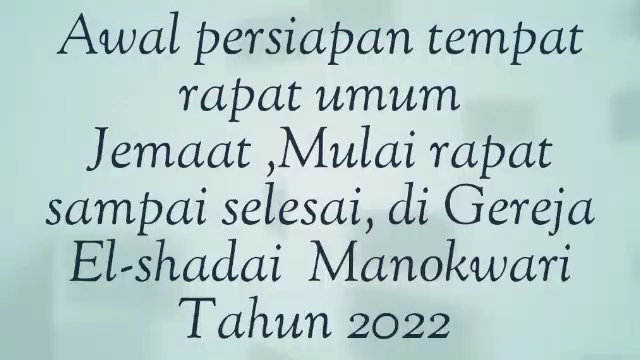 Awal persiapan tempat
rapat umum
Jemaat ,Mulai rapat
sampai selesai, di Gereja
El-shadai Manokwari
Tahun 2022